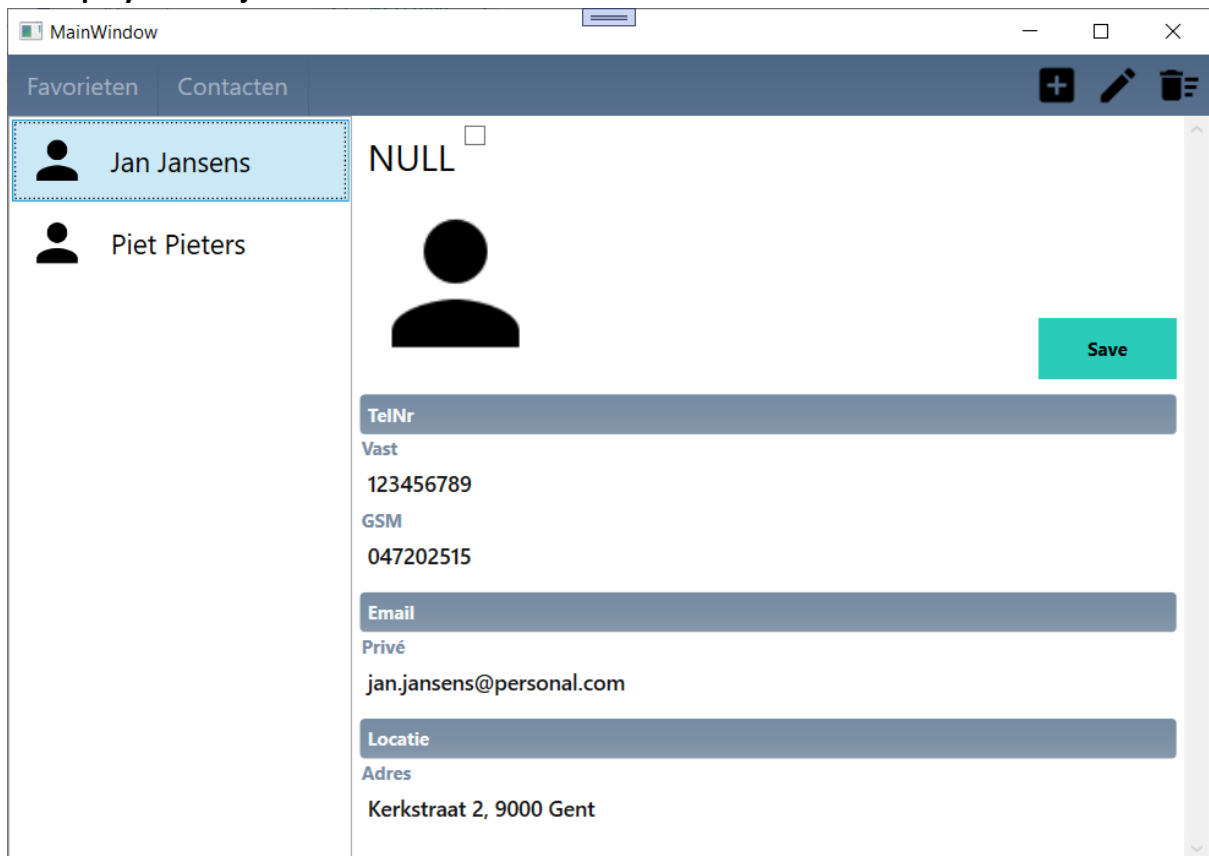 MainWindow
Favorieten Contacten
Jan Jansens
Piet Pieters
NULL
Save
TelNr
Vast
123456789
GSM
047202515
Email
Privé
jan.jansens@personal.com
Locatie
Adres
Kerkstraat 2, 9000 Gent